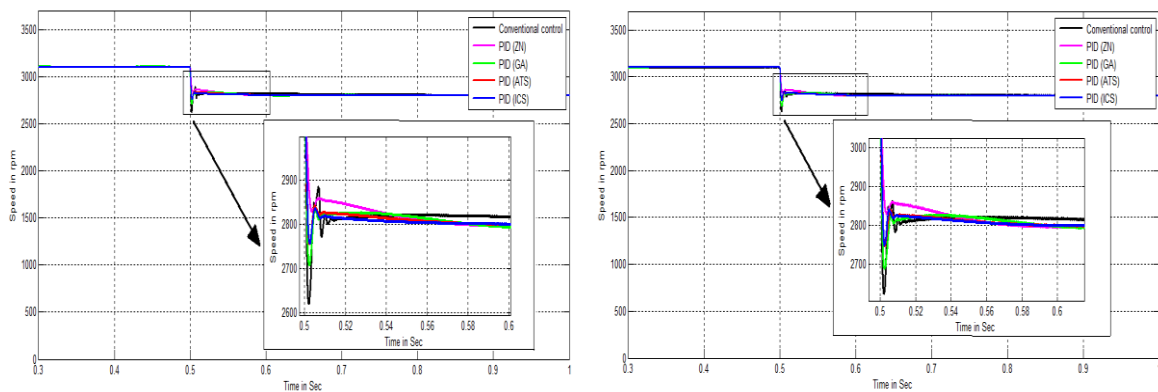 3500
3000
2500
2000
1500
1000
500
0
Speed in rpm
Conventional control
PID (ZN)
PID (GA)
PID (ATS)
PID (ICS)
2900
2800
2700
2600
Speed in rpm
0.5
0.52
0.54
0.56
0.58
0.6
Time in Sec
0.3
0.4
0.5
0.6
0.7
0.8
0.9
1
Time in Sec
3500
3000
2500
2000
1500
1000
500
0
Speed in rpm
Conventional control
PID (ZN)
PID (GA)
PID (ATS)
PID (ICS)
3000
2900
2800
2700
Speed in rpm
0.5
0.52
0.54
0.56
0.58
0.6
Time in Sec
0.3
0.4
0.5
0.6
0.7
0.8
0.9
1
Time in Sec